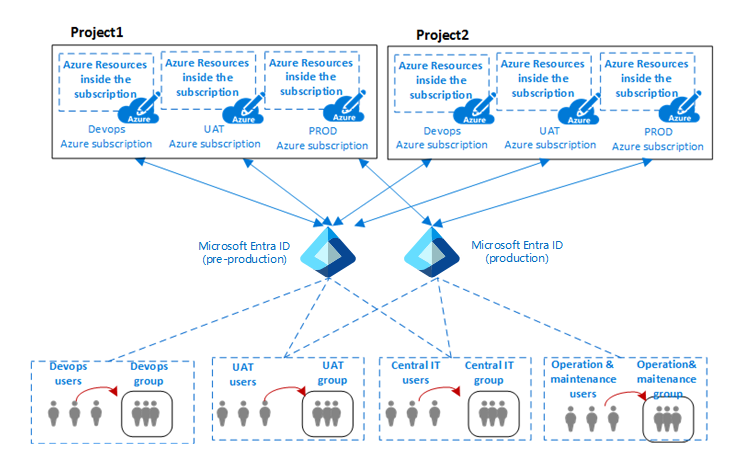 Project1
Azure Resources
inside the
subscription
Azure
Devops
Azure subscription
Azure Resources
inside the
subscription
Azure
UAT
Azure subscription
Azure Resources
inside the
subscription
Azure
PROD
Azure subscription
Project2
Azure Resources
inside the
subscription
Azure
Devops
Azure subscription
Azure Resources
inside the
subscription
Azure
UAT
Azure subscription
Azure Resources
inside the
subscription
Azure
PROD
Azure subscription
Microsoft Entra ID
(pre-production)
Microsoft Entra ID
(production)
Devops
users
Devops
group
UAT
users
UAT
group
Central IT
users
Central IT
group
Operation &
maintenance
users
Operation&
maitenance
group